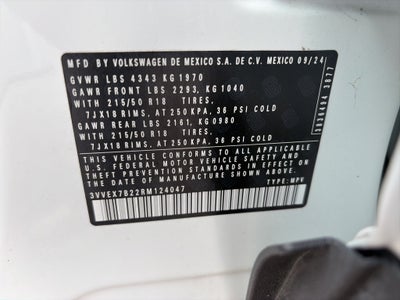 MFD BY VOLKSWAGEN DE MEXICO S.A. DE C.V. MEXICO 09/24
GVWR LBS 4343 KG1970
GAWR FRONT LBS 2293, KG1040
WITH 215/50 R18 TIRES,
7JX18 RIMS, AT 250KPA, 36 PSI COLD
GAWR REAR LBS 2161, KG0980
WITH 215/50 R18 TIRES,
7JX18 RIMS, AT 250KPA, 36 PSI COLD
THIS VEHICLE CONFORMS TO ALL APPLICABLE
U.S. FEDERAL MOTOR VEHICLE SAFETY AND
THEFT PREVENTION STANDARDS IN EFFECT ON
THE DATE OF MANUFACTURE SHOWN ABOVE.
3VVEX7B22RM124047 TYPE:MPV